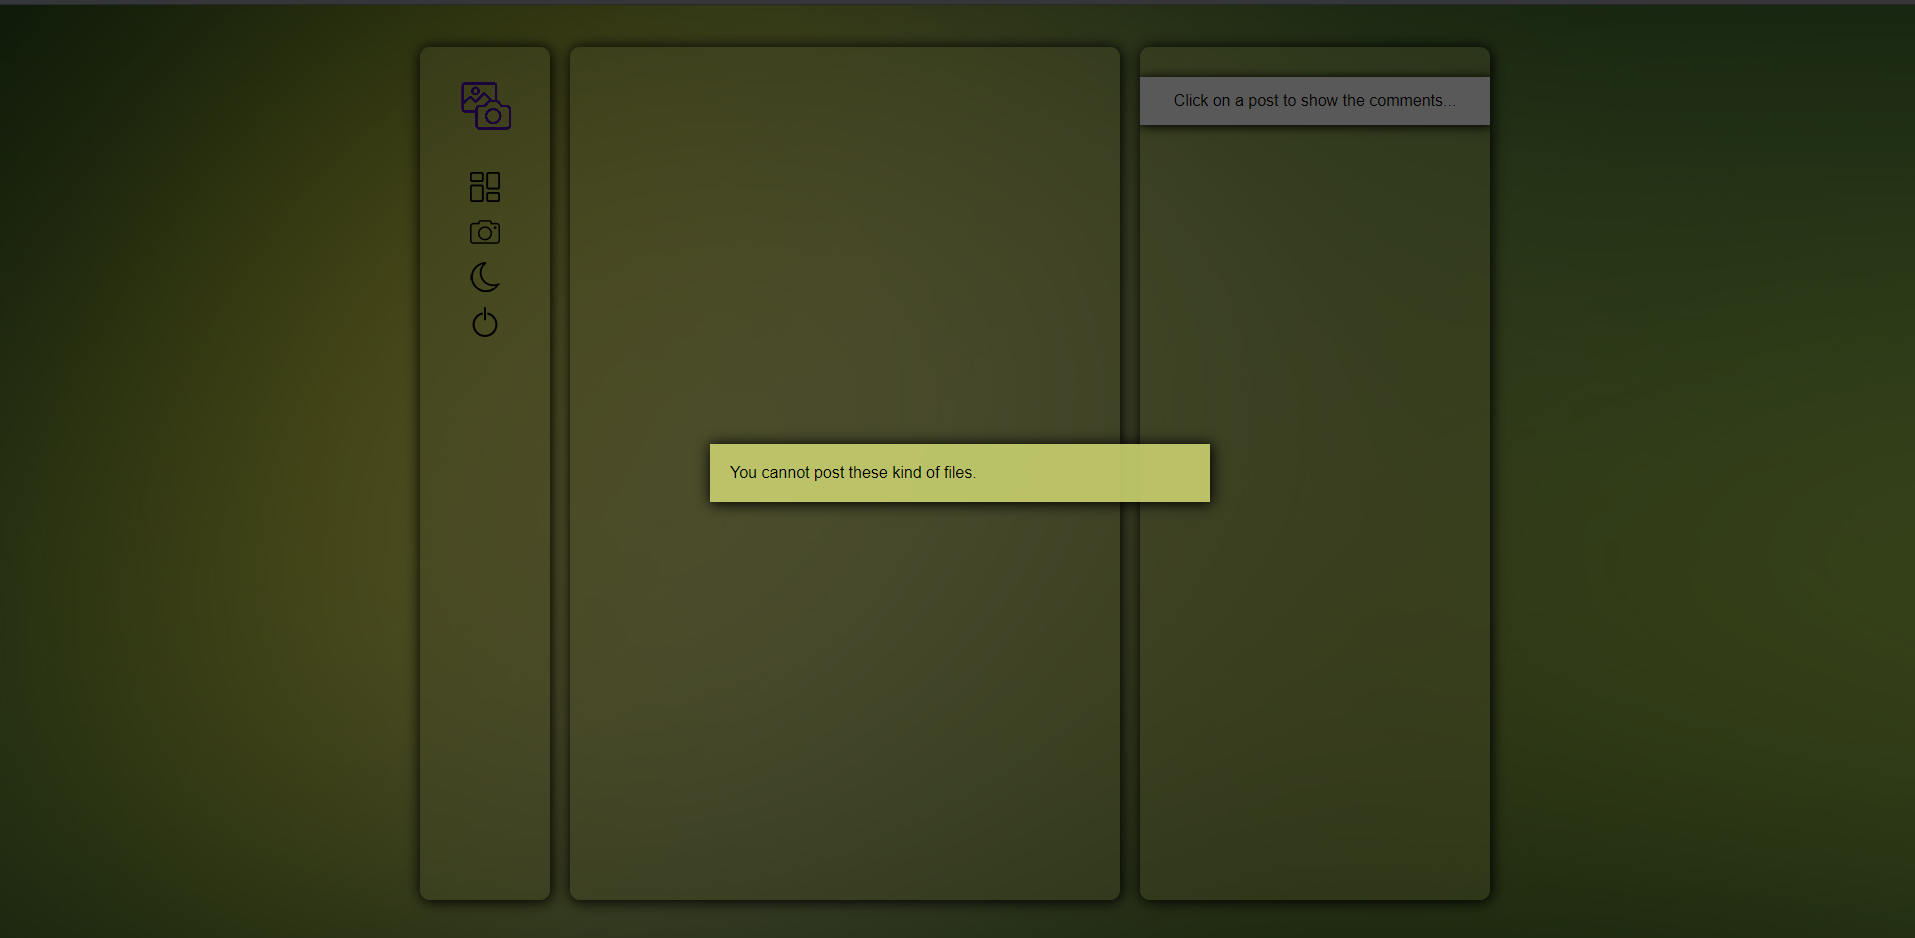 Click on a post to show the comments...
You cannot post these kind of files.